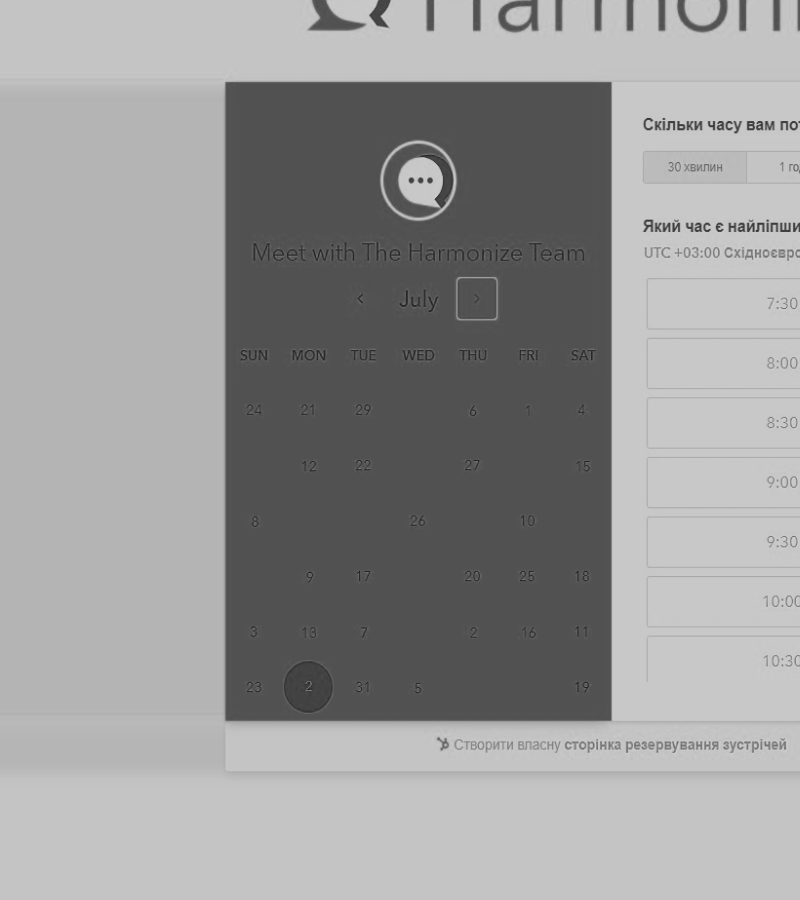 Harmoni
Meet with The Harmonize Team
July
SUN MON TUE WED THU FRI SAT
24 21 29 6 1 4
12 22 27 15
8 26 10
9 17 20 25 18
3 13 7 2 16 11
23 2 31 5 19
Скільки часу вам пот
30 хвилин 1 го
Який час є найліпши
UTC +03:00 Східноєвро
7:30
8:00
8:30
9:00
9:30
10:00
10:30
Створити власну сторінка резервування зустрічей